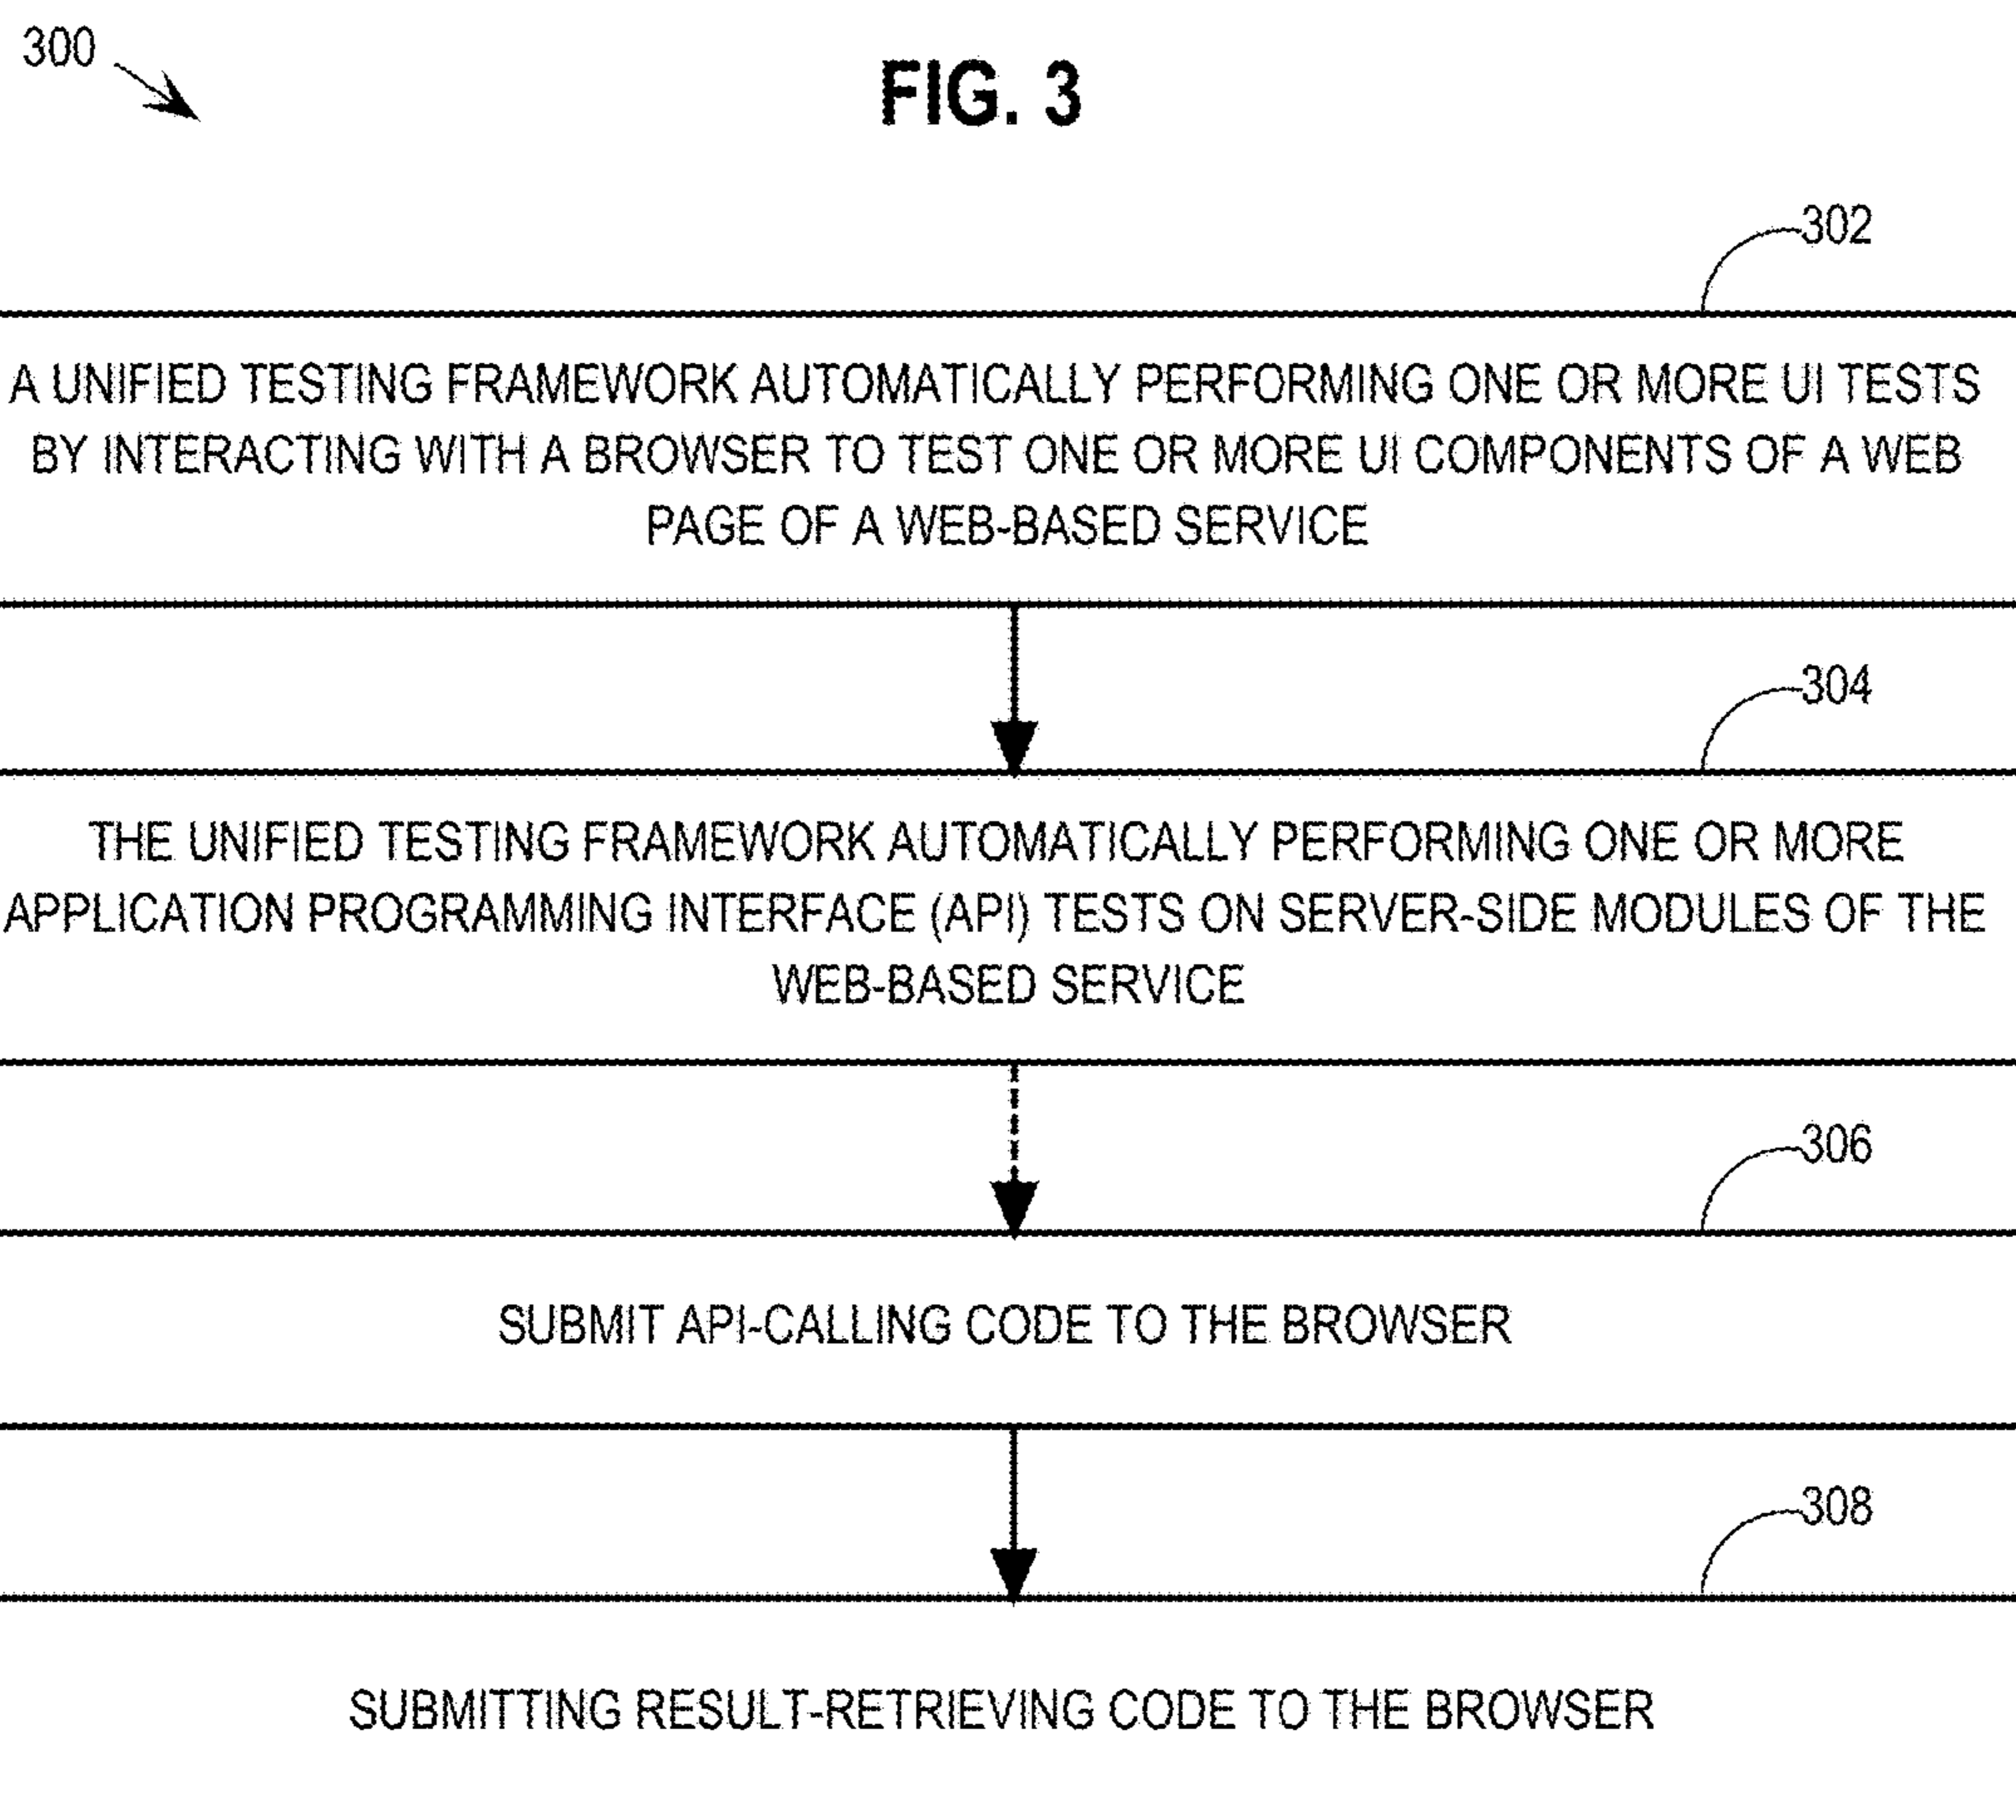 300
FIG. 3
302
A UNIFIED TESTING FRAMEWORK AUTOMATICALLY PERFORMING ONE OR MORE UI TESTS
BY INTERACTING WITH A BROWSER TO TEST ONE OR MORE UI COMPONENTS OF A WEB
PAGE OF A WEB-BASED SERVICE
304
THE UNIFIED TESTING FRAMEWORK AUTOMATICALLY PERFORMING ONE OR MORE
APPLICATION PROGRAMMING INTERFACE (API) TESTS ON SERVER-SIDE MODULES OF THE
WEB-BASED SERVICE
306
SUBMIT API-CALLING CODE TO THE BROWSER
308
SUBMITTING RESULT-RETRIEVING CODE TO THE BROWSER